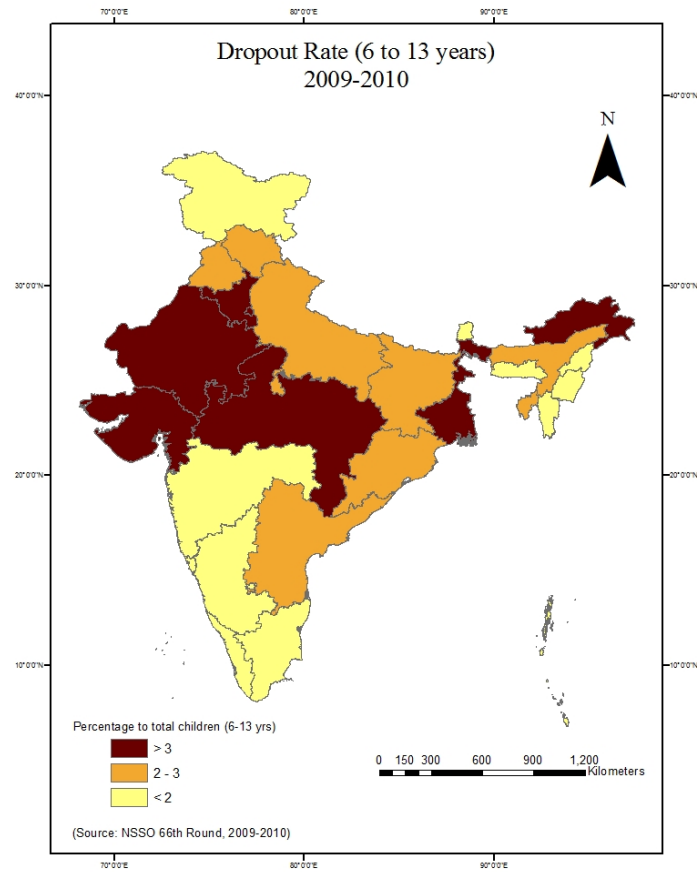 70°0'0"E 80°0'0"E 90°0'0"E
Dropout Rate (6 to 13 years)
2009-2010
40°0'0"N 40°0'0"N
N
30°0'0"N 30°0'0"N
20°0'0"N 20°0'0"N
10°0'0"N 10°0'0"N
Percentage to total children (6-13 yrs)
> 3
2 - 3
< 2
0 150 300 600 900 1,200
Kilometers
(Source: NSSO 66th Round, 2009-2010)
70°0'0"E 80°0'0"E 90°0'0"E